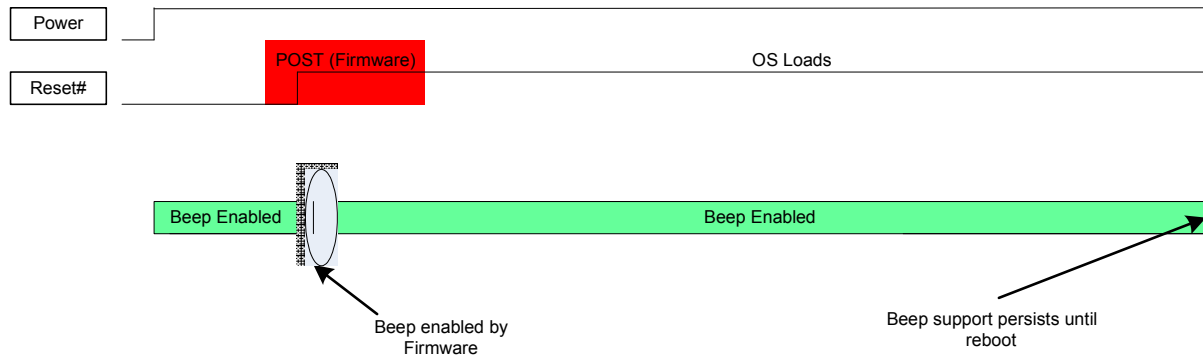 Power
POST (Firmware)
OS Loads
Reset#
Beep Enabled
Beep Enabled
Beep enabled by
Firmware
Beep support persists until
reboot